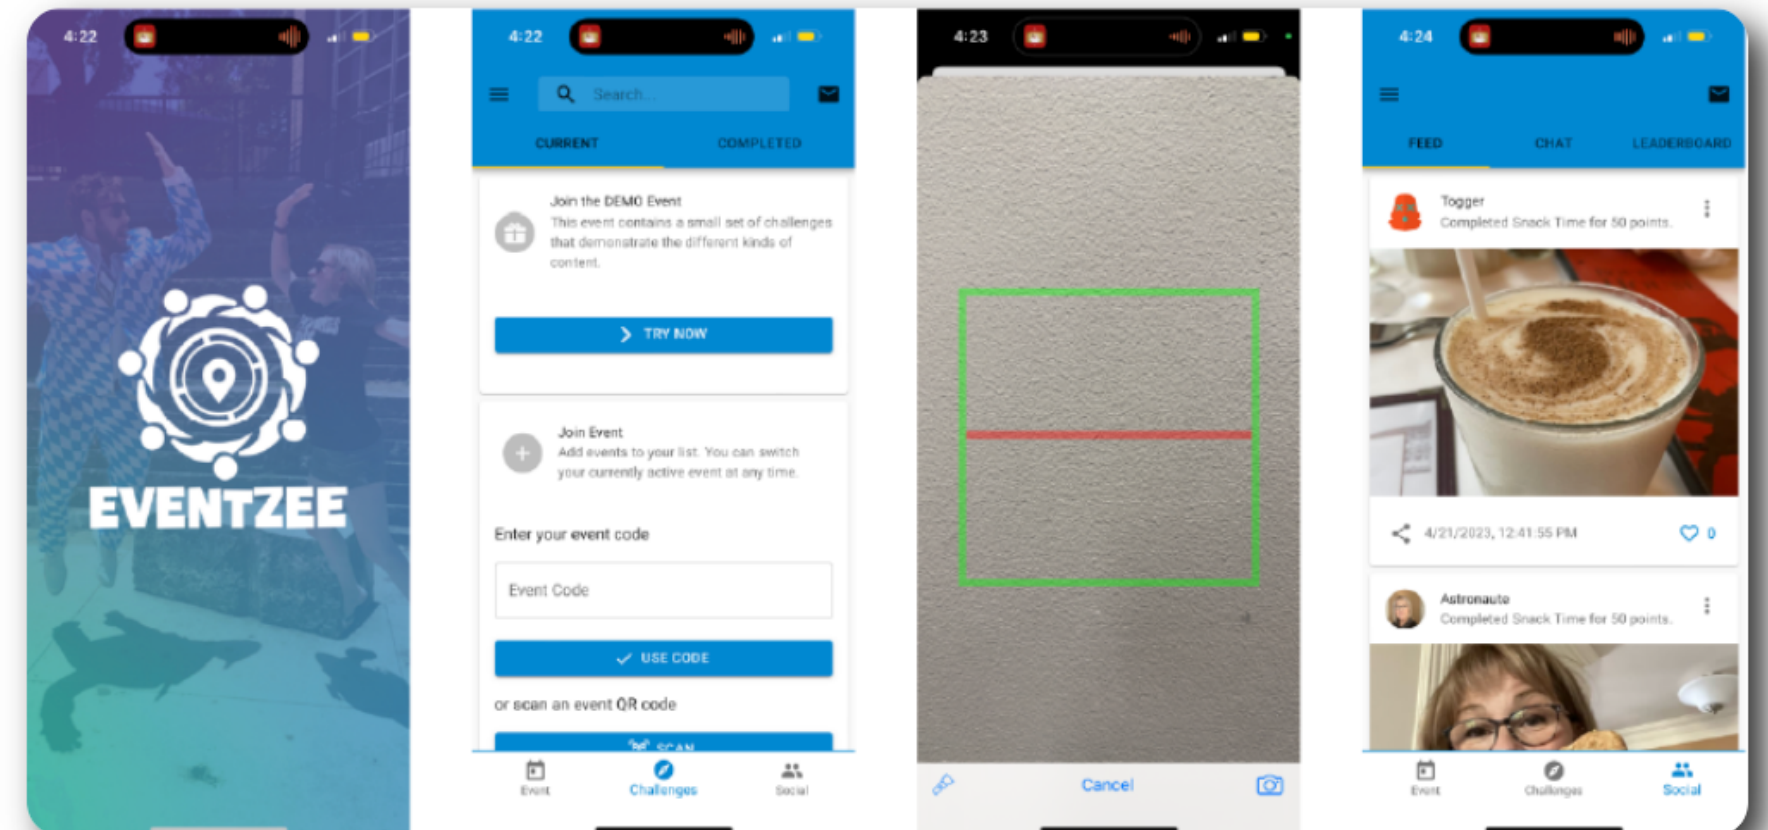 4:22
EVENTZEE
4:22
Search...
CURRENT
COMPLETED
Join the DEMO Event
This event contains a small set of challenges
that demonstrate the different kinds of
content.
TRY NOW
Join Event
Add events to your list. You can switch
your currently active event at any time.
Enter your event code
Event Code
USE CODE
or scan an event QR code
SCAN
Event
Challenges
Social
4:23
Cancel
4:24
FEED
CHAT
LEADERBOARD
Togger
Completed Snack Time for 50 points.
4/21/2023, 12:41:55 PM
0
Astronaute
Completed Snack Time for 50 points.
Event
Challenges
Social